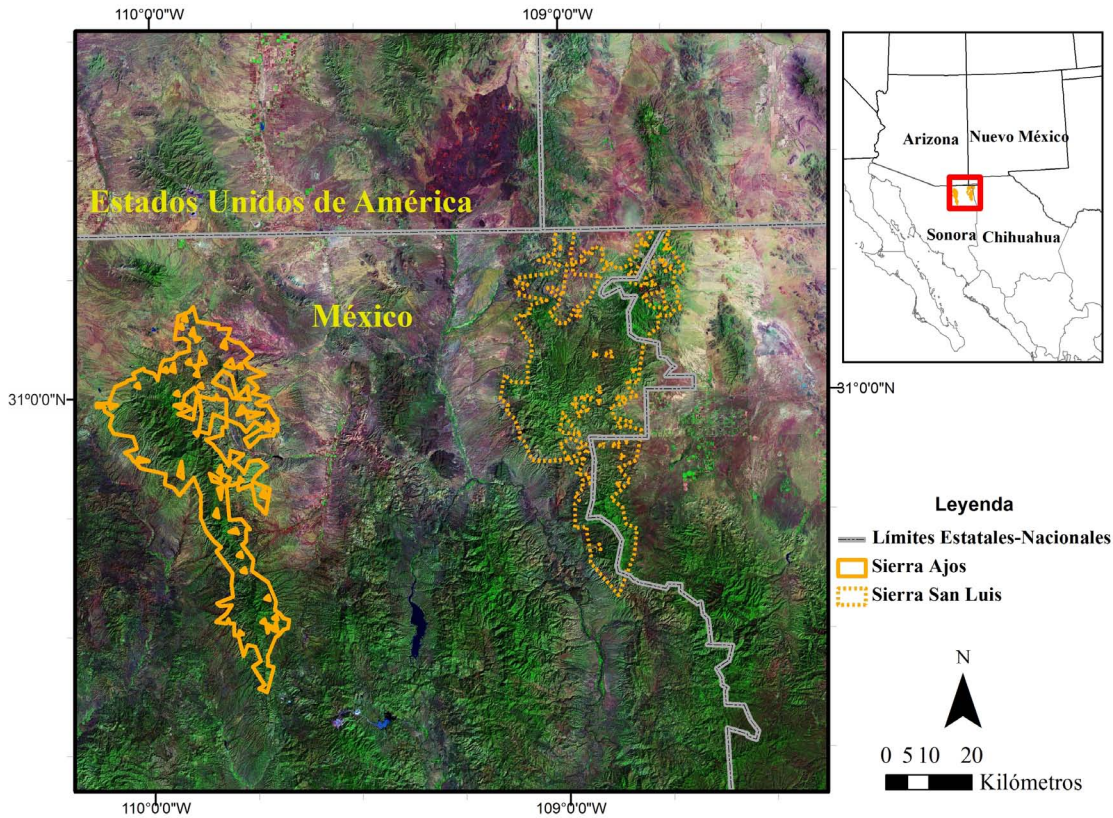 110°0'0"W
109°0'0"W
Estados Unidos de América
México
31°0'0"N
31°0'0"N
110°0'0"W
109°0'0"W
Arizona
Nuevo México
Sonora
Chihuahua
Leyenda
Límites Estatales-Nacionales
Sierra Ajos
Sierra San Luis
N
0 5 10 20
Kilómetros